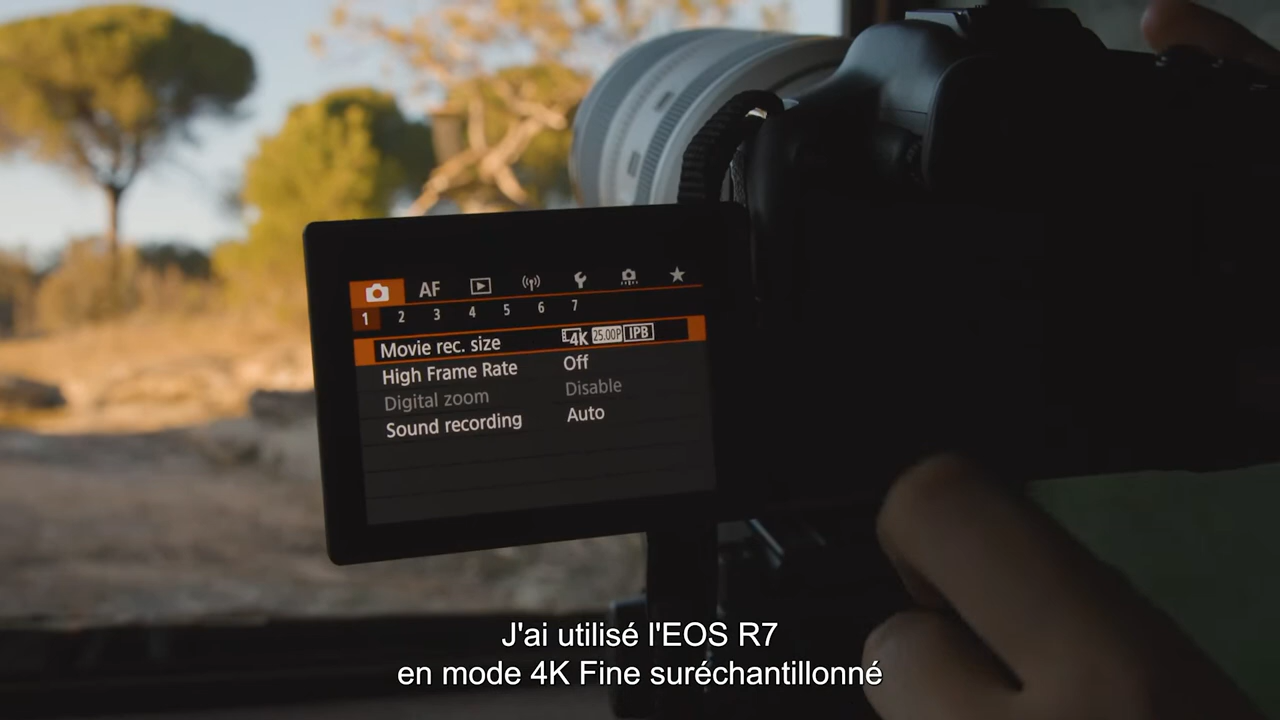 AF
1 2 3 4 5 6 7
Movie rec. size 4K 25.00P IPB
High Frame Rate Off
Digital zoom Disable
Sound recording Auto
J'ai utilisé l'EOS R7
en mode 4K Fine suréchantillonné